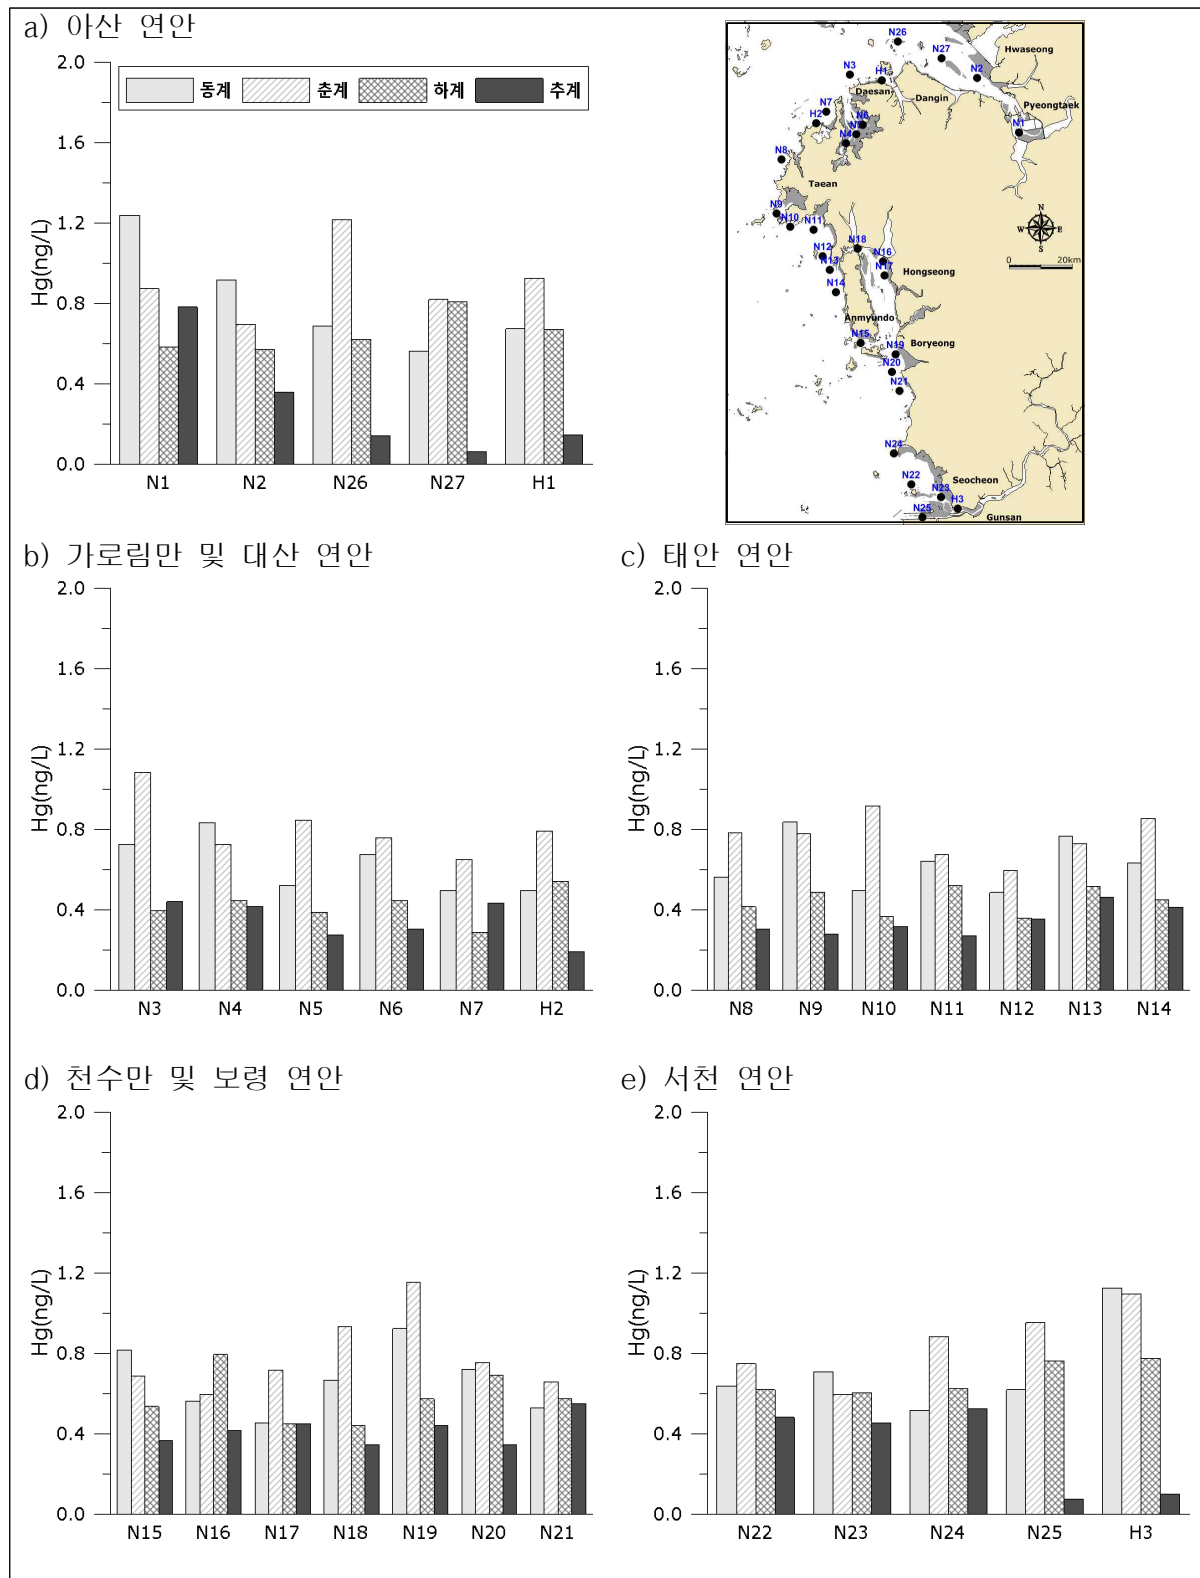 a) 아산 연안
Hg(ng/L)
2.0
1.6
1.2
0.8
0.4
0.0
동계 춘계 하계 추계
N1 N2 N26 N27 H1
N26
N27
Hwaseong
N3
H1
N2
Daesan
Dangin
Pyeongtaek
N7
H2
N6
N4
N1
N8
Taean
N9
N10
N11
N
W E
S
N12
N18
N13
N16
N17
Hongseong
0 20km
N14
Anmyundo
N15
N19
Boryeong
N20
N21
N24
Seocheon
N22
N23
H3
N25
Gunsan
b) 가로림만 및 대산 연안
Hg(ng/L)
2.0
1.6
1.2
0.8
0.4
0.0
N3 N4 N5 N6 N7 H2
c) 태안 연안
Hg(ng/L)
2.0
1.6
1.2
0.8
0.4
0.0
N8 N9 N10 N11 N12 N13 N14
d) 천수만 및 보령 연안
Hg(ng/L)
2.0
1.6
1.2
0.8
0.4
0.0
N15 N16 N17 N18 N19 N20 N21
e) 서천 연안
Hg(ng/L)
2.0
1.6
1.2
0.8
0.4
0.0
N22 N23 N24 N25 H3